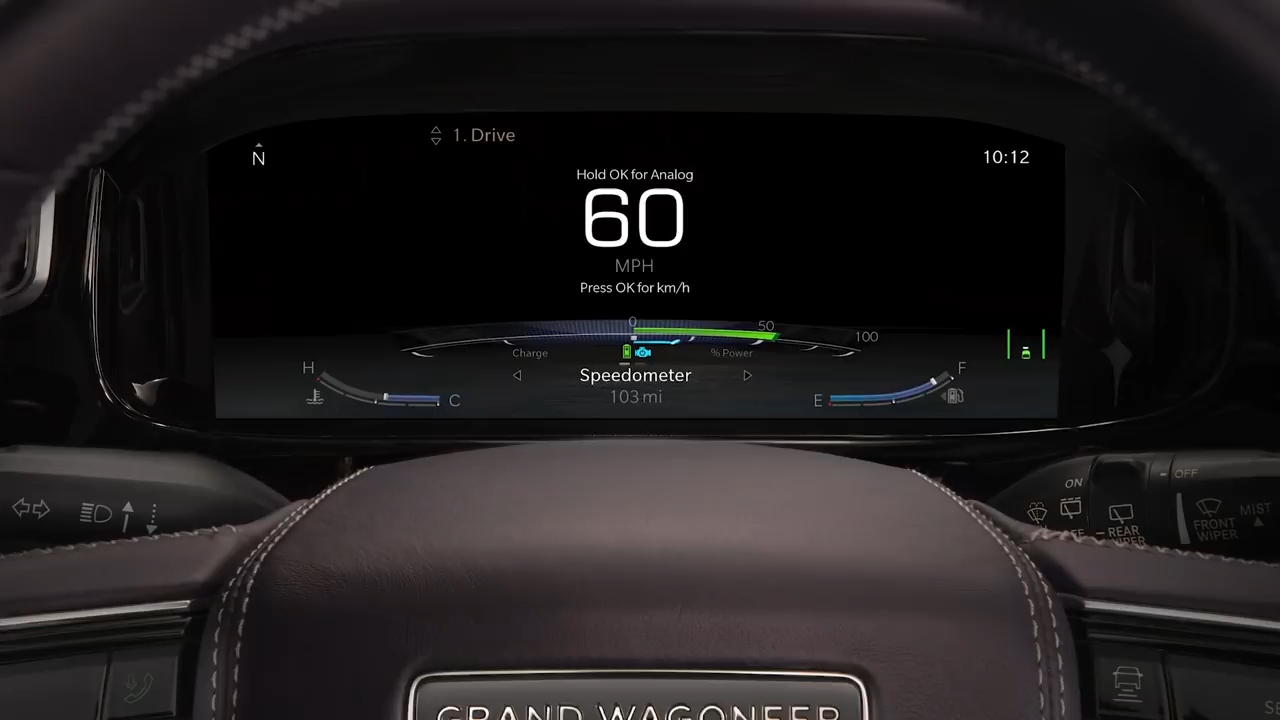 1. Drive
N
10:12
Hold OK for Analog
60
MPH
Press OK for km/h
0
50
100
Charge
% Power
H
Speedometer
F
C
103 mi
E
ON
OFF
REAR
FRONT
WIPER
MIST
GRAND WAGONEER